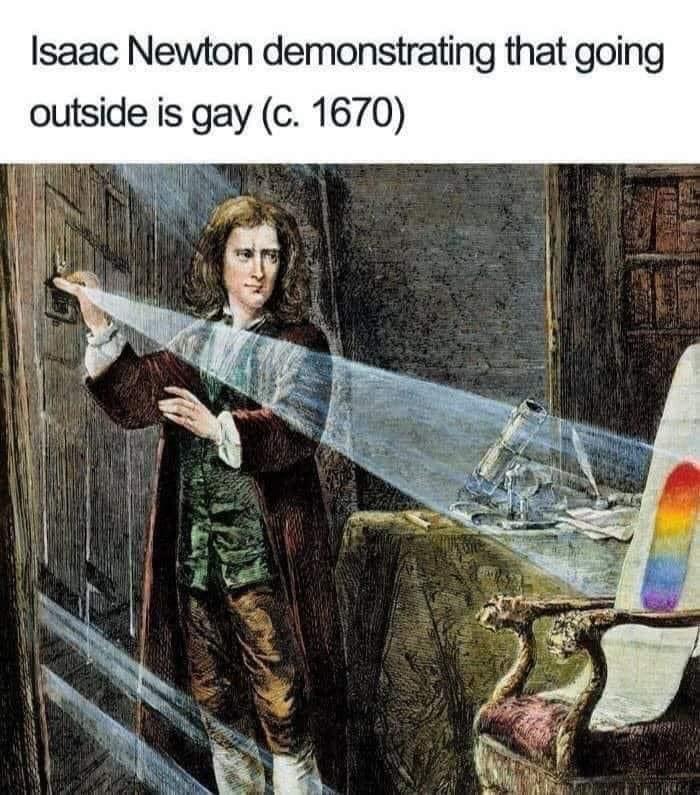 Isaac Newton demonstrating that going
outside is gay (c. 1670)